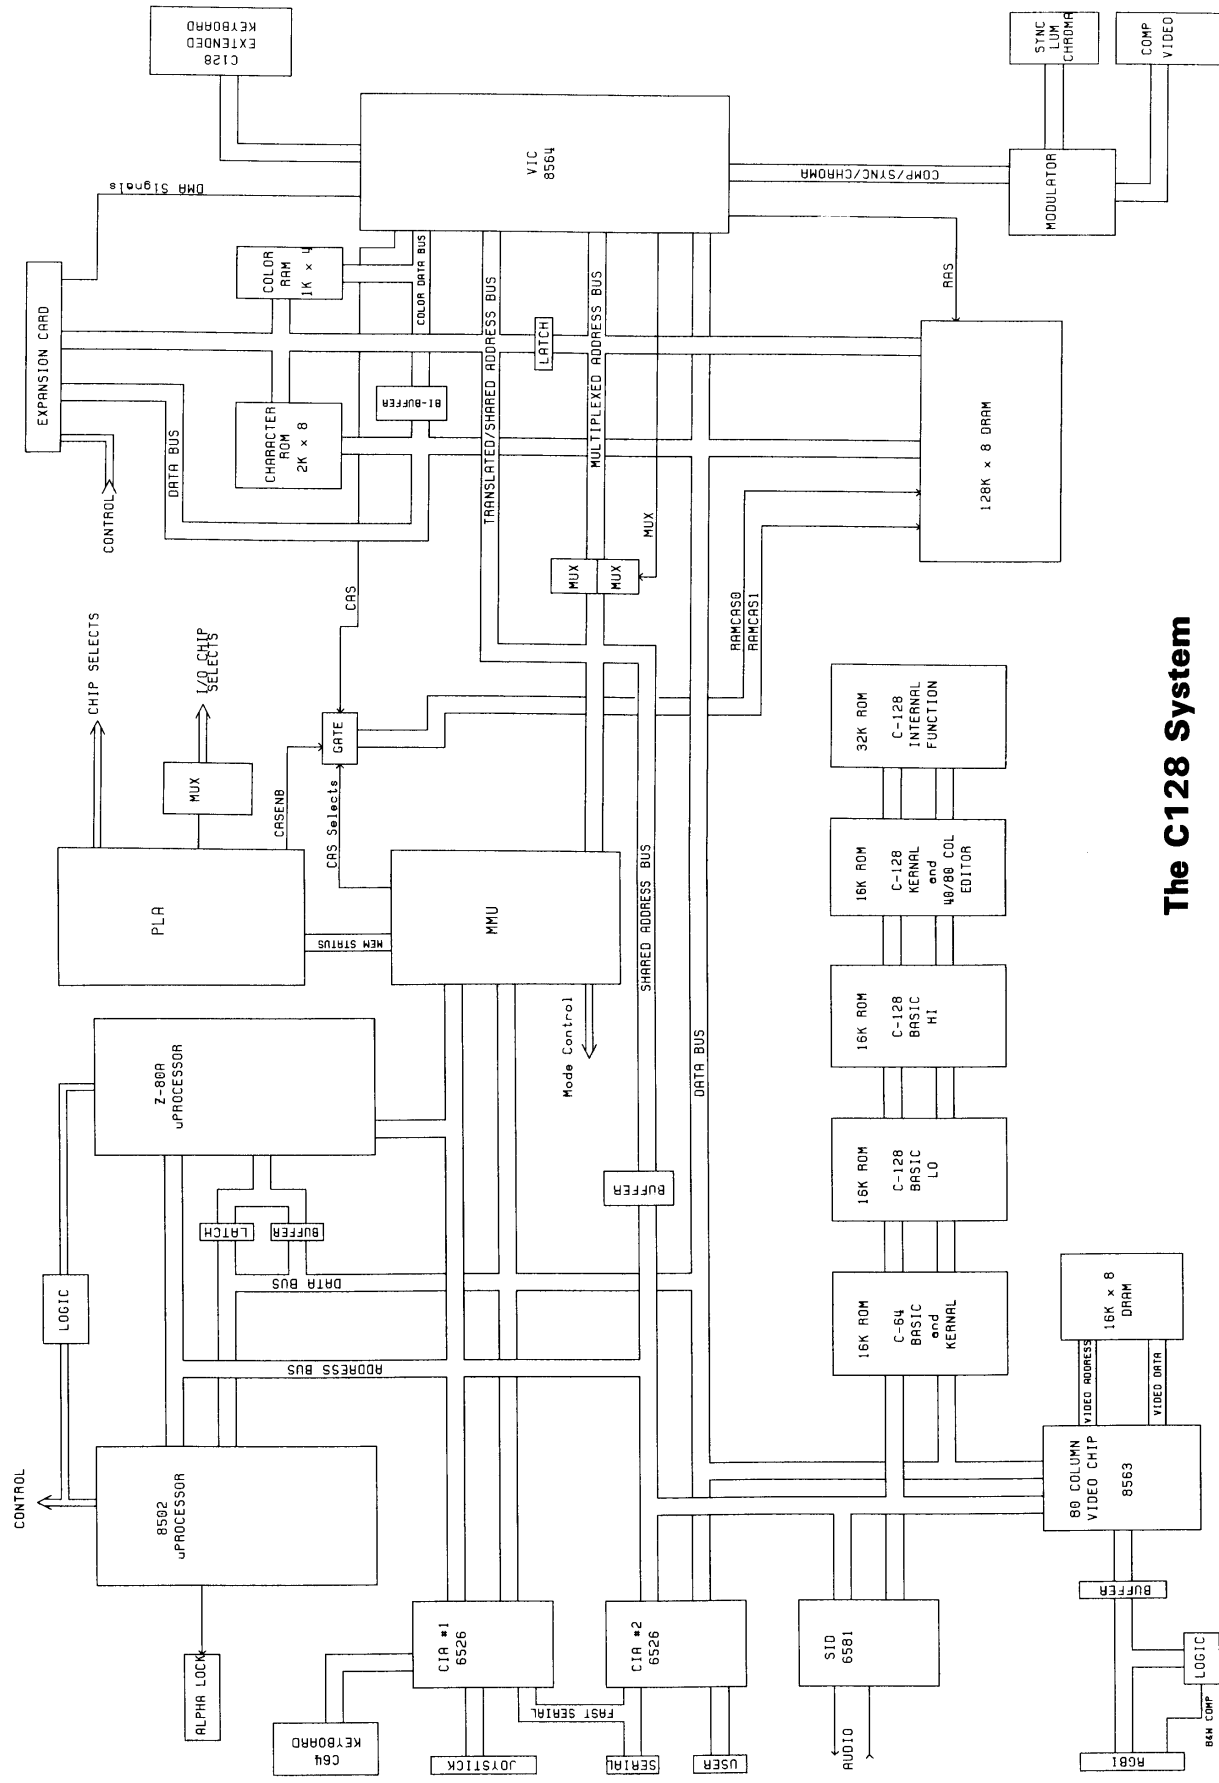 CONTROL
8502
uPROCESSOR
ALPHA LOCK
LOGIC
Z-80A
uPROCESSOR
LATCH
BUFFER
DATA BUS
ADDRESS BUS
PLA
MEM STATUS
CHIP SELECTS
MUX
I/O CHIP
SELECTS
CASENB
CAS Selects
GATE
CAS
MMU
Mode Control
EXPANSION CARD
CONTROL
DATA BUS
DMA Signals
CHARACTER
ROM
2K × 8
COLOR
RAM
1K × 4
BI-BUFFER
COLOR DATA BUS
C128
EXTENDED
KEYBOARD
VIC
8564
TRANSLATED/SHARED ADDRESS BUS
LATCH
MULTIPLEXED ADDRESS BUS
MUX
MUX
MUX
SHARED ADDRESS BUS
BUFFER
DATA BUS
RAMCAS0
RAMCAS1
RAS
128K × 8 DRAM
COMP/SYNC/CHROMA
MODULATOR
SYNC
LUM
CHROMA
COMP
VIDEO
C64
KEYBOARD
CIA #1
6526
JOYSTICK
FAST SERIAL
SERIAL
CIA #2
6526
USER
SID
6581
AUDIO
16K ROM
C-64
BASIC
and
KERNAL
16K ROM
C-128
BASIC
LO
16K ROM
C-128
BASIC
HI
16K ROM
C-128
KERNAL
and
40/80 COL
EDITOR
32K ROM
C-128
INTERNAL
FUNCTION
80 COLUMN
VIDEO CHIP
8563
VIDEO ADDRESS
VIDEO DATA
16K × 8
DRAM
BUFFER
LOGIC
B&W COMP
RGBI
The C128 System